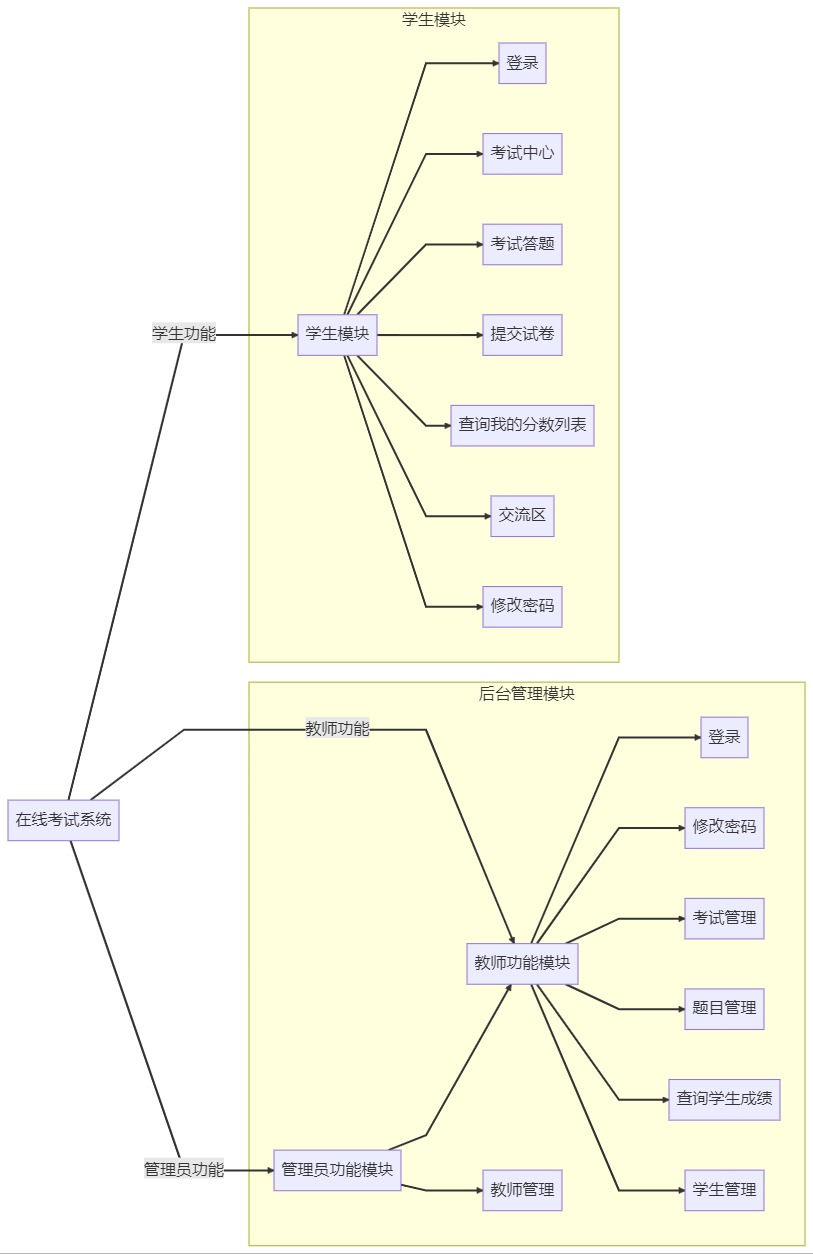 学生模块
登录
考试中心
考试答题
学生功能
学生模块
提交试卷
查询我的分数列表
交流区
修改密码
后台管理模块
教师功能
登录
在线考试系统
修改密码
考试管理
教师功能模块
题目管理
查询学生成绩
管理员功能
管理员功能模块
教师管理
学生管理